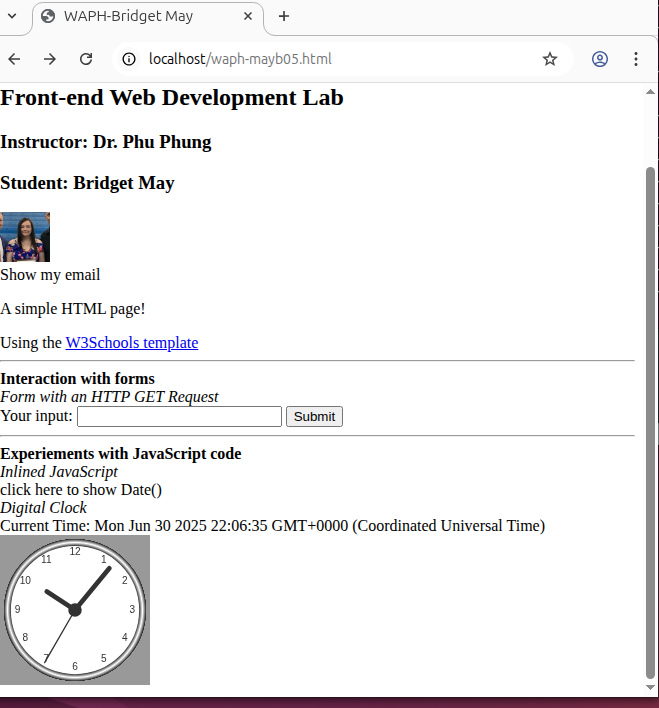 WAPH-Bridget May
localhost/waph-mayb05.html
Front-end Web Development Lab
Instructor: Dr. Phu Phung
Student: Bridget May
Show my email
A simple HTML page!
Using the W3Schools template
Interaction with forms
Form with an HTTP GET Request
Your input: Submit
Experiements with JavaScript code
Inlined JavaScript
click here to show Date()
Digital Clock
Current Time: Mon Jun 30 2025 22:06:35 GMT+0000 (Coordinated Universal Time)
12
11 1
10 2
9 3
8 4
7 5
6